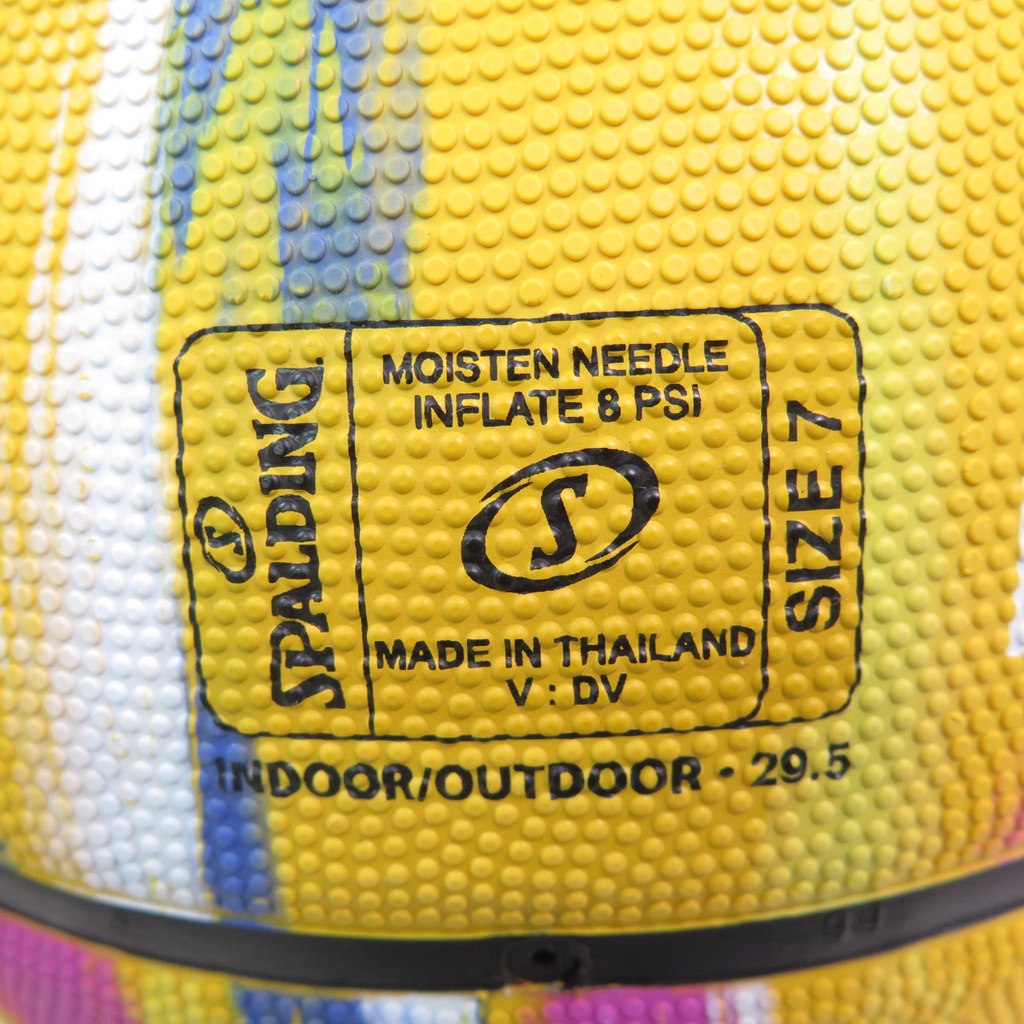 SPALDING
MOISTEN NEEDLE
INFLATE 8 PSI
S
MADE IN THAILAND
V : DV
SIZE 7
INDOOR/OUTDOOR · 29.5